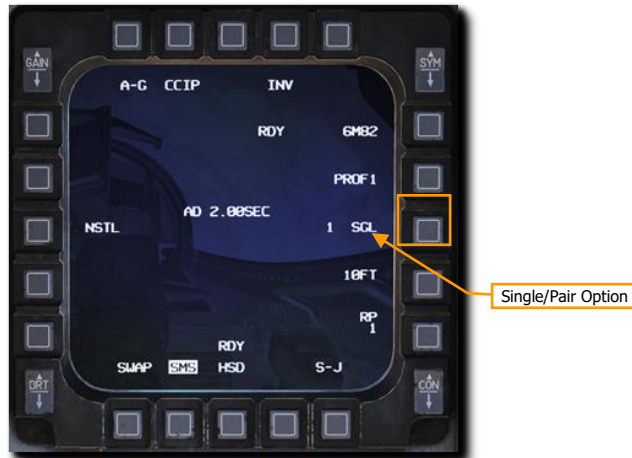 GAIN
SYM
A-G CCIP INV
RDY 6M82
PROF1
AD 2.00SEC
NSTL 1 SGL
10FT
RP
1
RDY
SWAP SMS HSD S-J
BRT
CON
Single/Pair Option